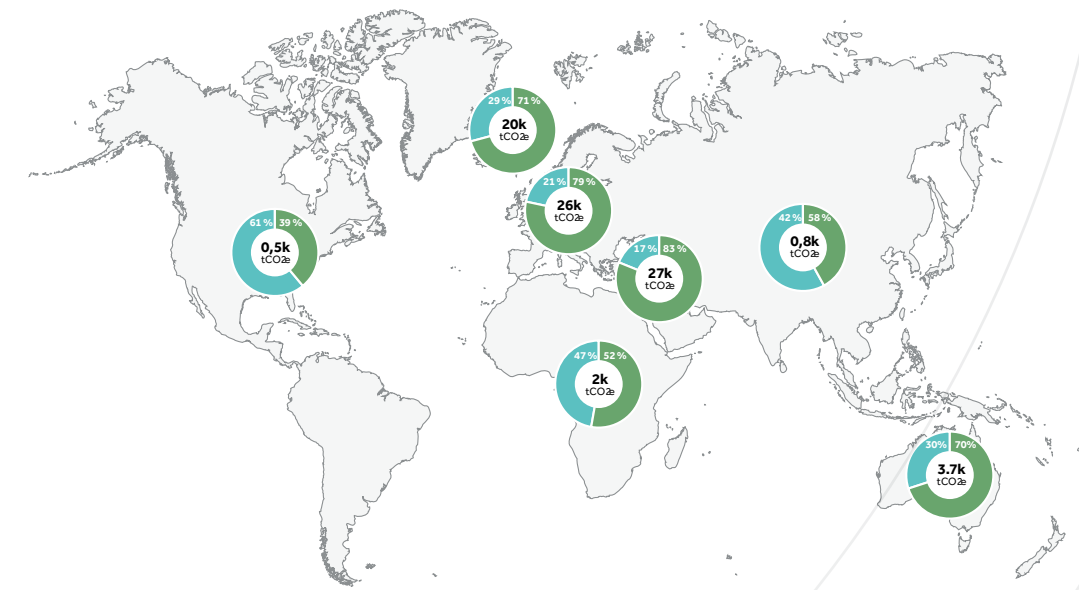 29 % 71 %
20k
tCO2e
21 % 79 %
26k
tCO2e
61 % 39 %
0,5k
tCO2e
42 % 58 %
0,8k
tCO2e
17 % 83 %
27k
tCO2e
47 % 52 %
2k
tCO2e
30% 70%
3.7k
tCO2e